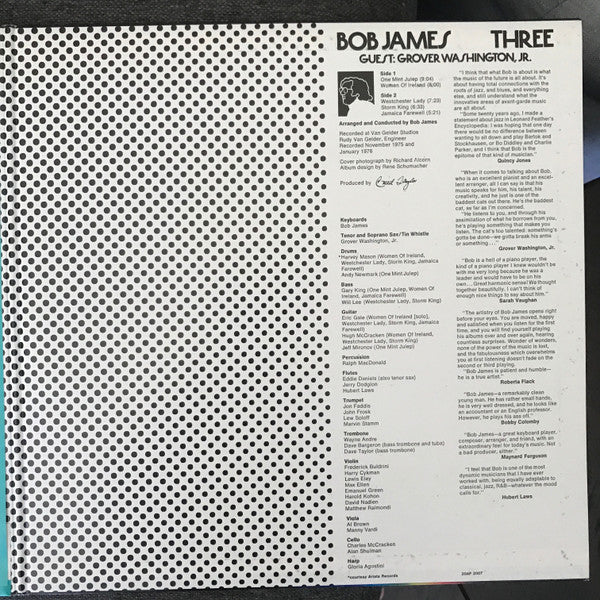 BOB JAMES THREE
GUEST: GROVER WASHINGTON, JR.
Side 1
One Mint Julep (9:04)
Women Of Ireland (8:00)
Side 2
Westchester Lady (7:23)
Storm King (6:33)
Jamaica Farewell (5:21)
Arranged and Conducted by Bob James
Recorded at Van Gelder Studios
Rudy Van Gelder, Engineer
Recorded November 1975 and
January 1976
Cover photograph by Richard Alcorn
Album design by Rene Schumacher
Produced by Creed Taylor
Keyboards
Bob James
Tenor and Soprano Sax/Tin Whistle
Grover Washington, Jr.
Drums
*Harvey Mason (Women Of Ireland,
Westchester Lady, Storm King, Jamaica
Farewell)
Andy Newmark (One Mint Julep)
Bass
Gary King (One Mint Julep, Women Of
Ireland, Jamaica Farewell)
Will Lee (Westchester Lady, Storm King)
Guitar
Eric Gale (Women Of Ireland [solo],
Westchester Lady, Storm King, Jamaica
Farewell)
Hugh McCracken (Women Of Ireland,
Westchester Lady, Storm King)
Jeff Mironov (One Mint Julep)
Percussion
Ralph MacDonald
Flutes
Eddie Daniels (also tenor sax)
Jerry Dodgion
Hubert Laws
Trumpet
Jon Faddis
John Frosk
Lew Soloff
Marvin Stamm
Trombone
Wayne Andre
Dave Bargeron (bass trombone and tuba)
Dave Taylor (bass trombone)
Violin
Frederick Buldrini
Harry Cykman
Lewis Eley
Max Ellen
Emanuel Green
Harold Kohon
David Nadien
Matthew Raimondi
Viola
Al Brown
Manny Vardi
Cello
Charles McCracken
Alan Shulman
Harp
Gloria Agostini
*courtesy Arista Records
"I think that what Bob is about is what
the music of the future is all about. It's
about having total connections with the
roots of jazz, and blues, and everything
else, and still understand what the
innovative areas of avant-garde music
are all about.
"Some twenty years ago, I made a
statement about jazz in Leonard Feather's
Encyclopedia. I was hoping that one
day there would be no difference between
wanting to sit down and play Bartok and
Stockhausen, or Bo Diddley and Charlie
Parker, and I think that Bob is the
epitome of that kind of musician."
Quincy Jones
"When it comes to talking about Bob,
who is an excellent pianist and an excel-
lent arranger, all I can say is that his
music speaks for him, his talent, his
creativity, and he just is one of the
baddest cats out there. He's the baddest
cat, so far as I'm concerned.
"He listens to you, and through his
assimilation of what he borrows from you,
he's playing something that makes you
listen. The cat's too talented. something's
gotta be done—we gotta break his arms
or something..."
Grover Washington, Jr.
"Bob is a hell of a piano player, the
kind of a piano player I knew wouldn't be
with me very long because he was a
leader and would have to be on his
own...Great harmonic sense! We thought
together beautifully. I can't think of
enough nice things to say about him."
Sarah Vaughan
"The artistry of Bob James opens right
before your eyes. You are moved, happy
and satisfied when you listen for the first
time, and you will find yourself playing
his albums over and over again, hearing
countless surprises. Wonder of wonders,
none of the power of the music is lost,
and the fabulousness which overwhelms
you at first listening doesn't fade on the
second or third playing.
"Bob James is patient and humble—
he is a true artist."
Roberta Flack
"Bob James—a remarkably clean
young man. He has rather small hands,
he is very well dressed, and he looks like
an accountant or an English professor.
However, he plays his ass off."
Bobby Colomby
"Bob James—a great keyboard player,
composer, arranger, and friend, with an
extraordinary feel for today's music. Not
a bad producer, either."
Maynard Ferguson
"I feel that Bob is one of the most
dynamic musicians that I have ever
worked with, being equally adaptable to
classical, jazz, R&B—whatever the mood
calls for."
Hubert Laws
20AP 2007